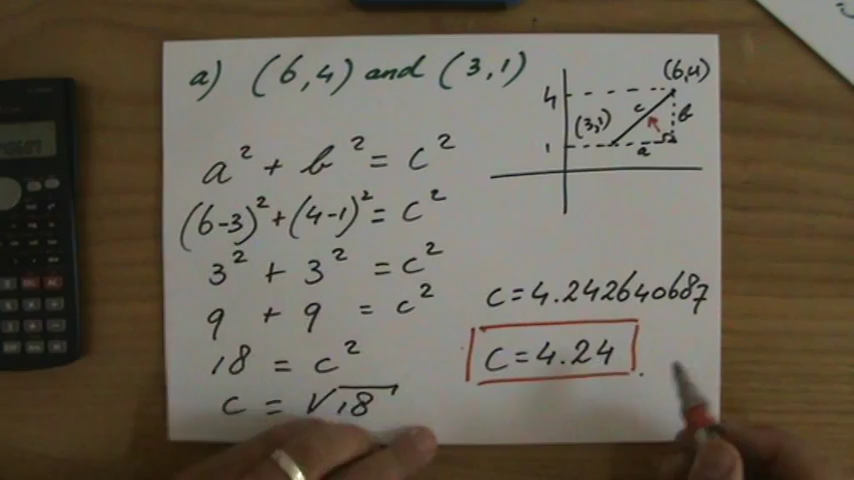 a) (6,4) and (3,1)
a² + b² = c²
(6-3)² + (4-1)² = c²
3² + 3² = c²
9 + 9 = c²
18 = c²
c = √18
(6,4)
4
c
b
(3,1)
1
a
c = 4.242640687
c = 4.24